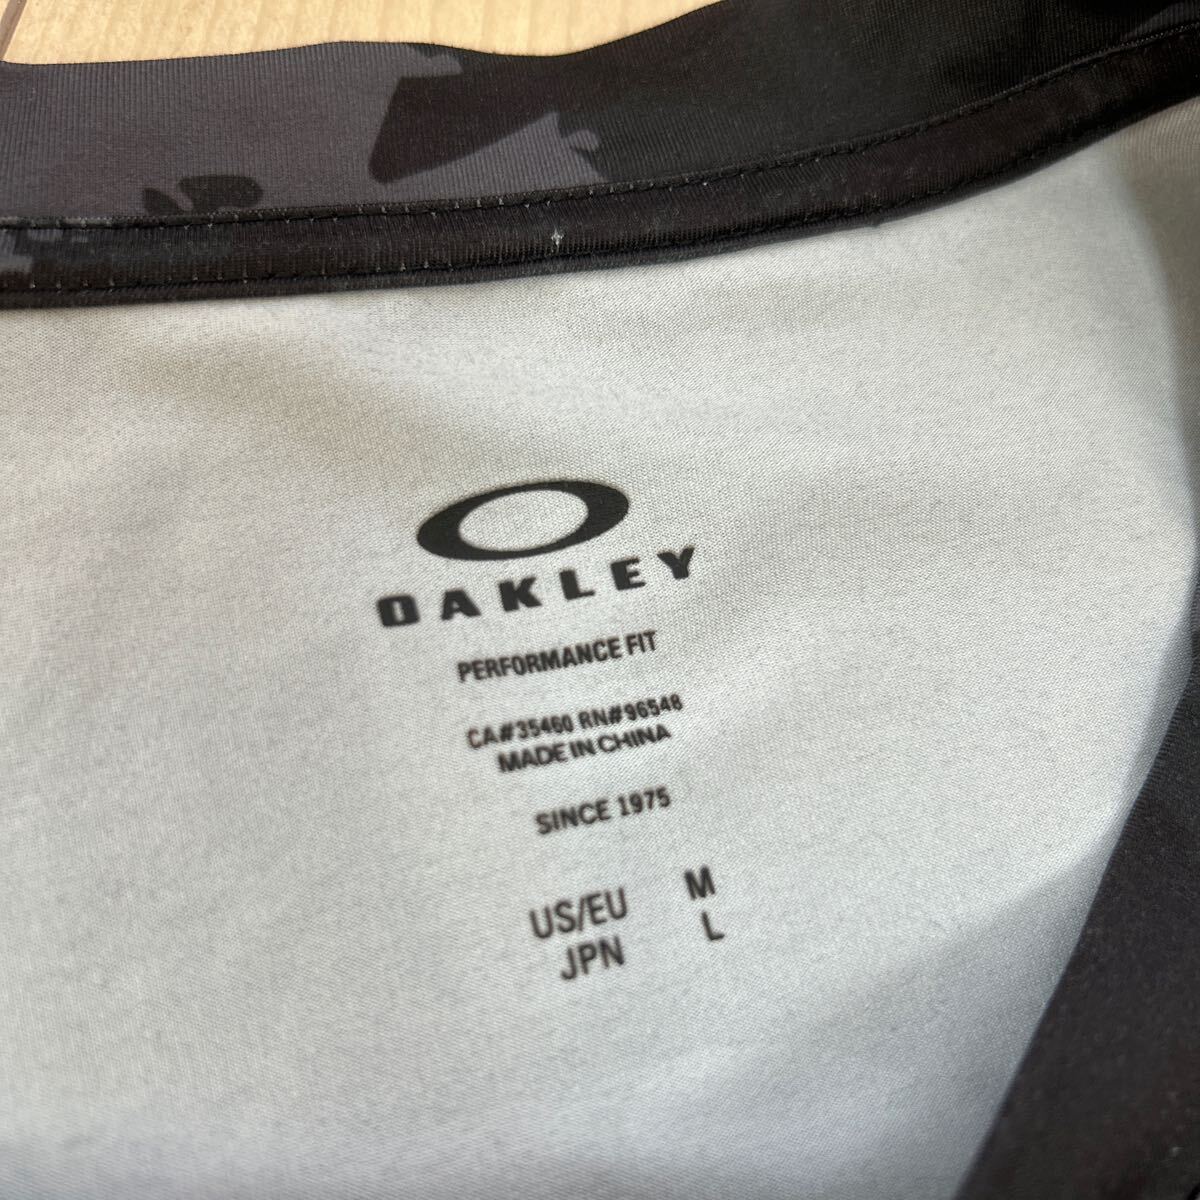 OAKLEY
PERFORMANCE FIT
CA#35460 RN#96548
MADE IN CHINA
SINCE 1975
US/EU M
JPN L